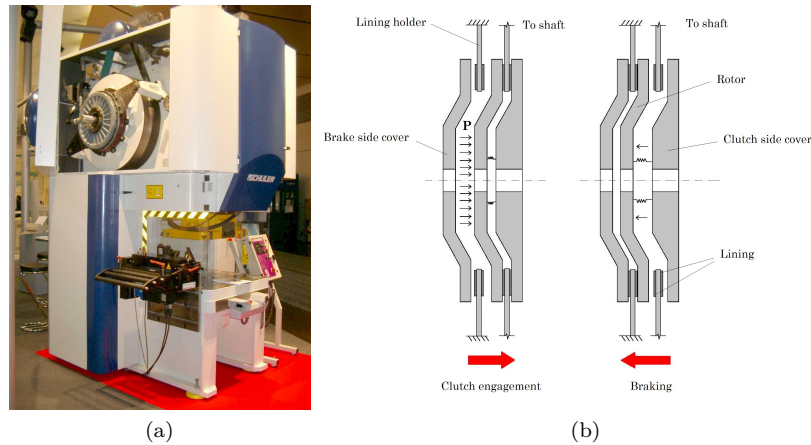 SCHULER
(a)
Lining holder
To shaft
To shaft
Rotor
Brake side cover
P
Clutch side cover
Lining
Clutch engagement
Braking
(b)